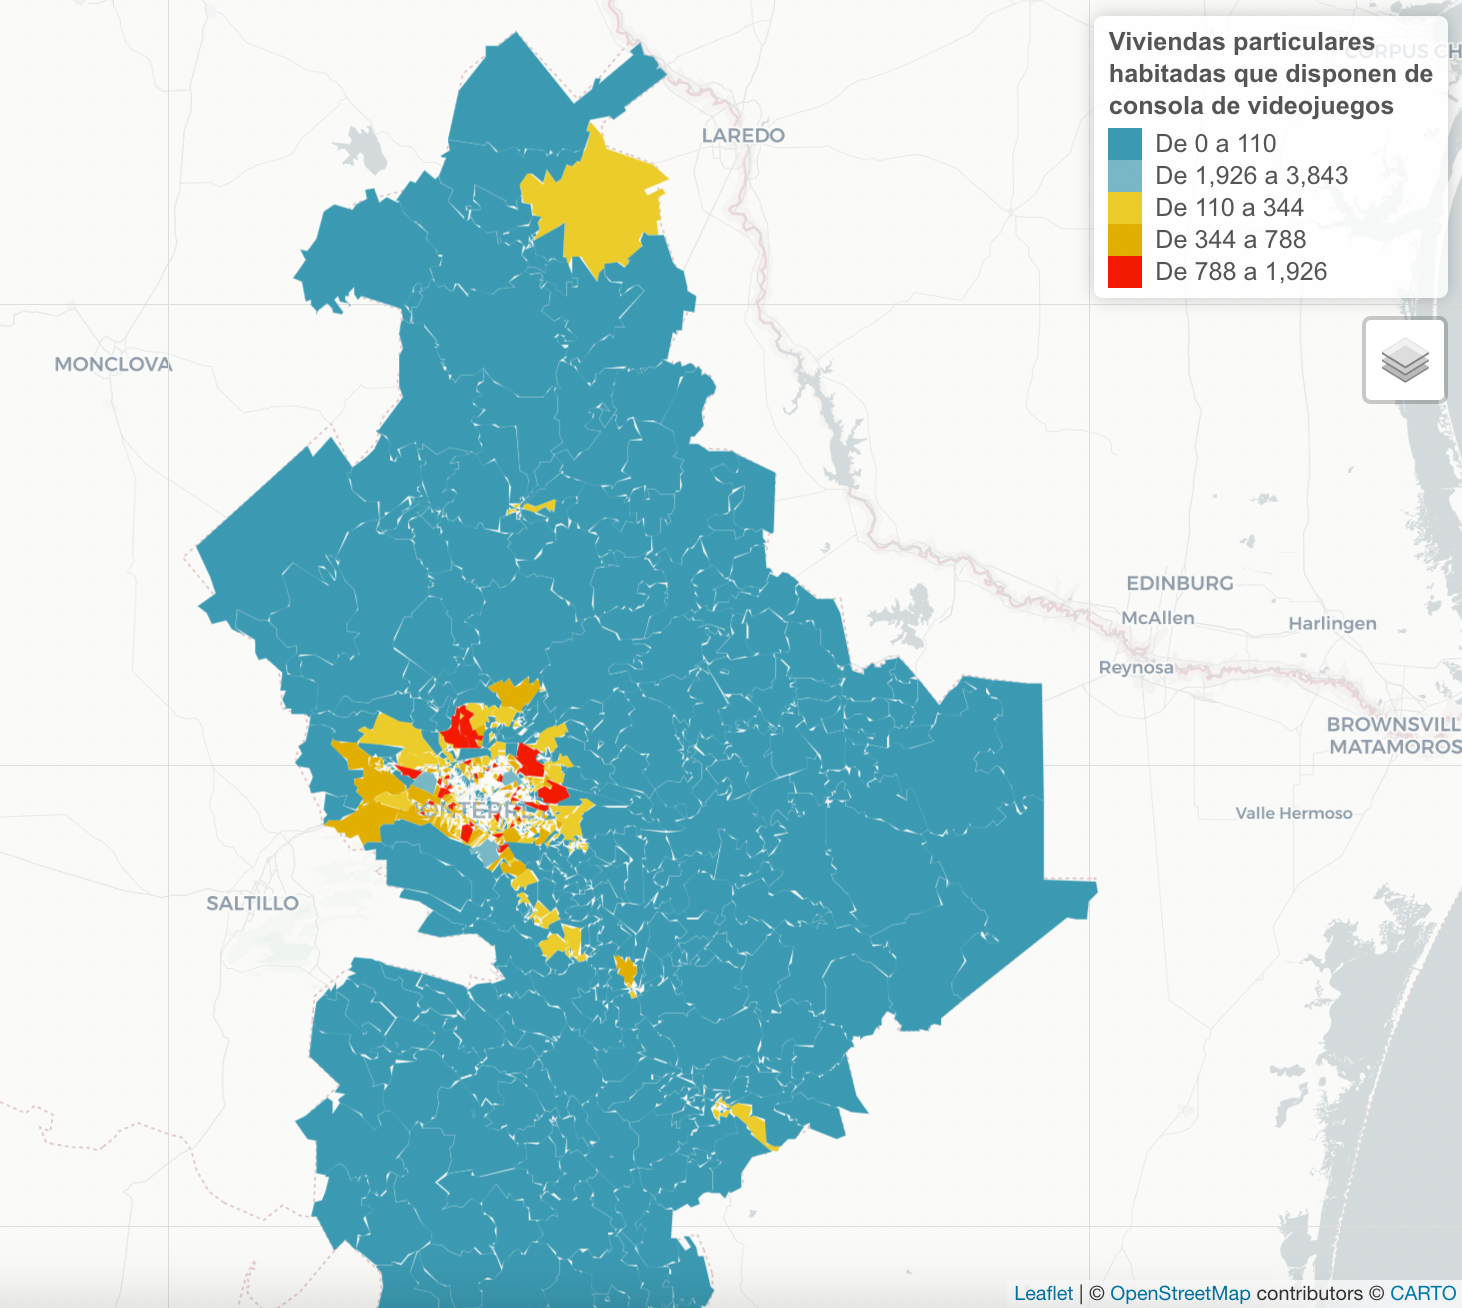 Viviendas particulares
habitadas que disponen de
consola de videojuegos
De 0 a 110
De 1,926 a 3,843
De 110 a 344
De 344 a 788
De 788 a 1,926
CORPUS CH
LAREDO
MONCLOVA
EDINBURG
McAllen
Harlingen
Reynosa
BROWNSVILL
MATAMOROS
Valle Hermoso
SALTILLO
Leaflet | © OpenStreetMap contributors © CARTO